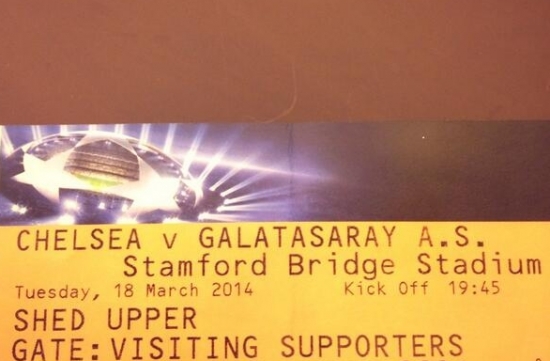 CHELSEA v GALATASARAY A.S.
Stamford Bridge Stadium
Tuesday, 18 March 2014 Kick Off 19:45
SHED UPPER
GATE: VISITING SUPPORTERS